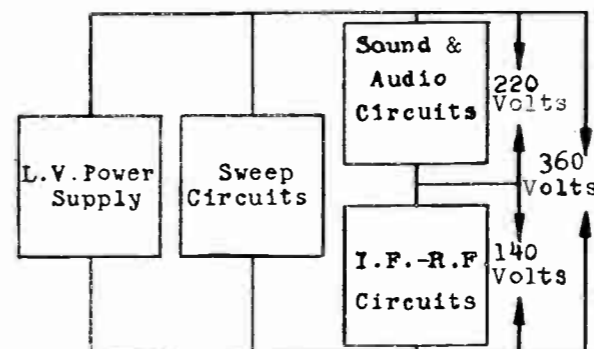 Sound &
Audio
Circuits
220
Volts
L.V.Power
Supply
Sweep
Circuits
360
Volts
I.F.-R.F
Circuits
140
Volts